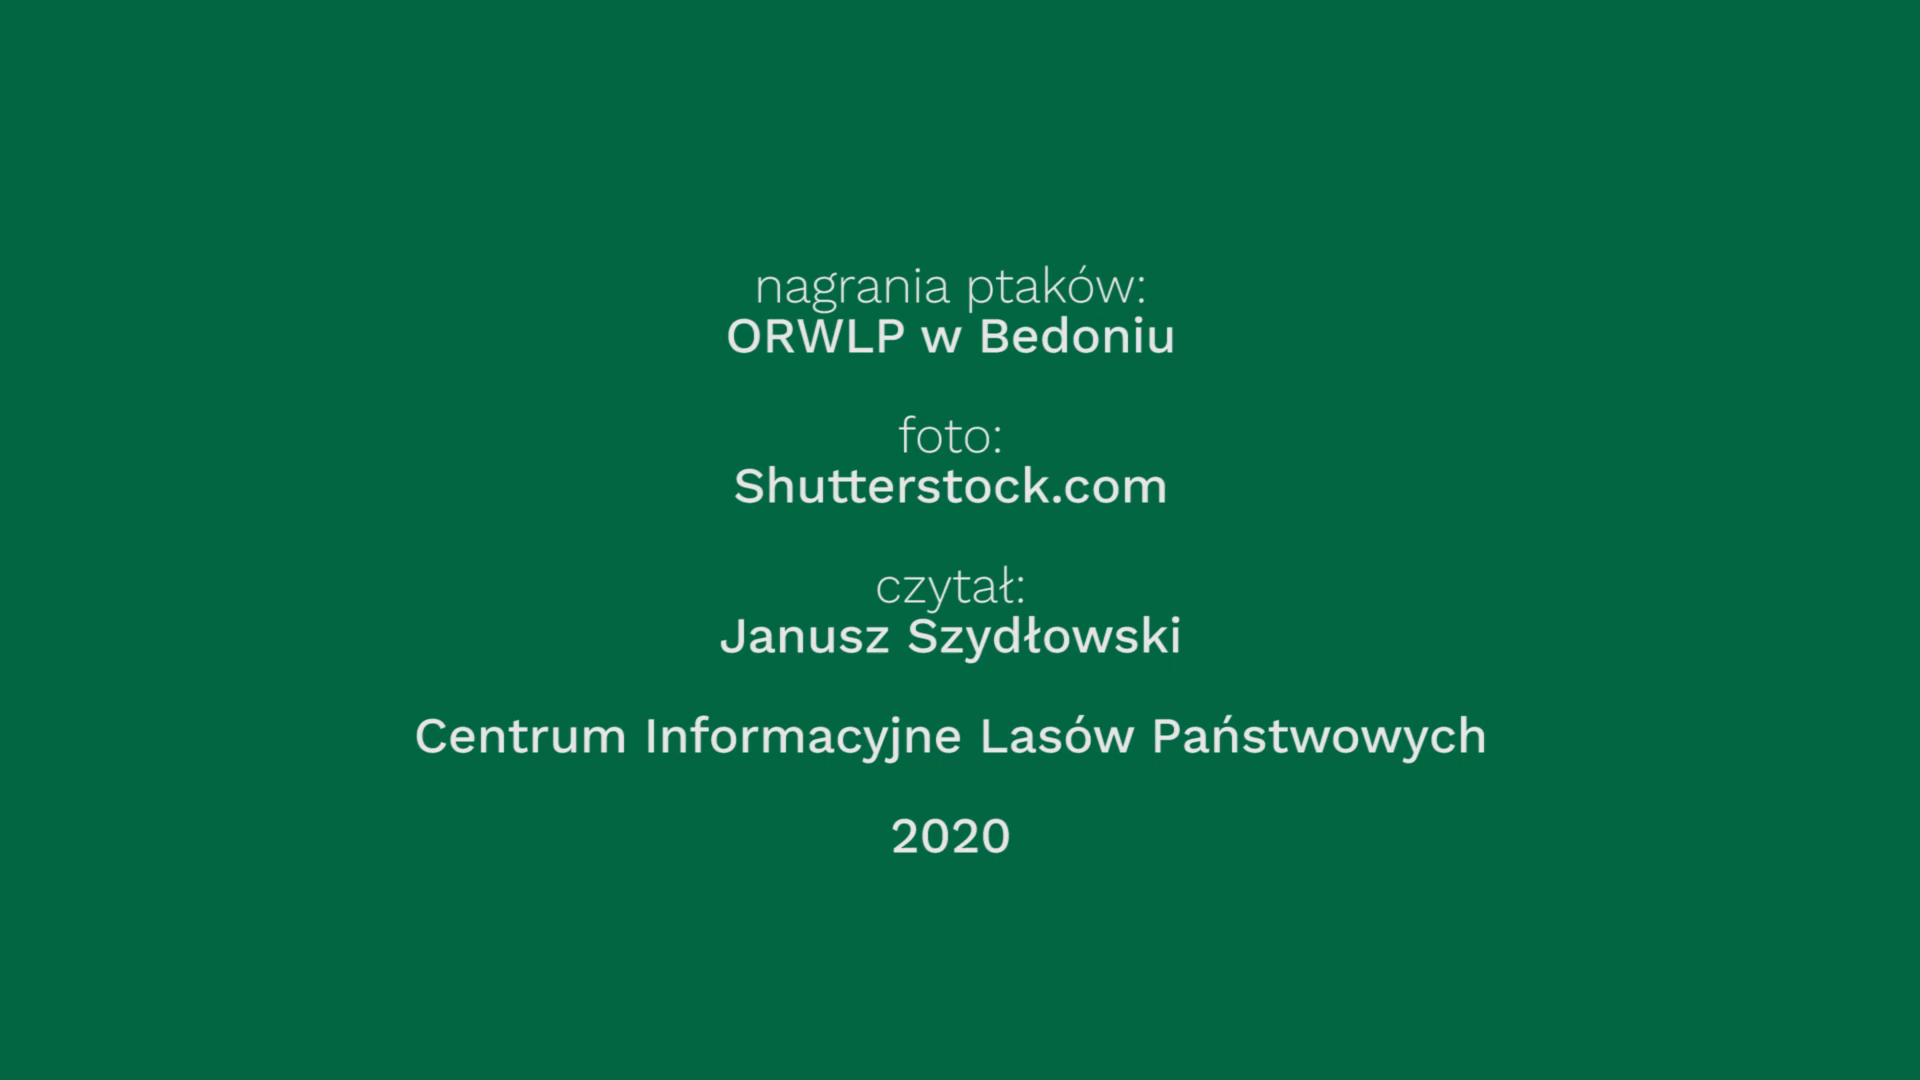 nagrania ptaków:
ORWLP w Bedoniu
foto:
Shutterstock.com
czytał:
Janusz Szydłowski
Centrum Informacyjne Lasów Państwowych
2020